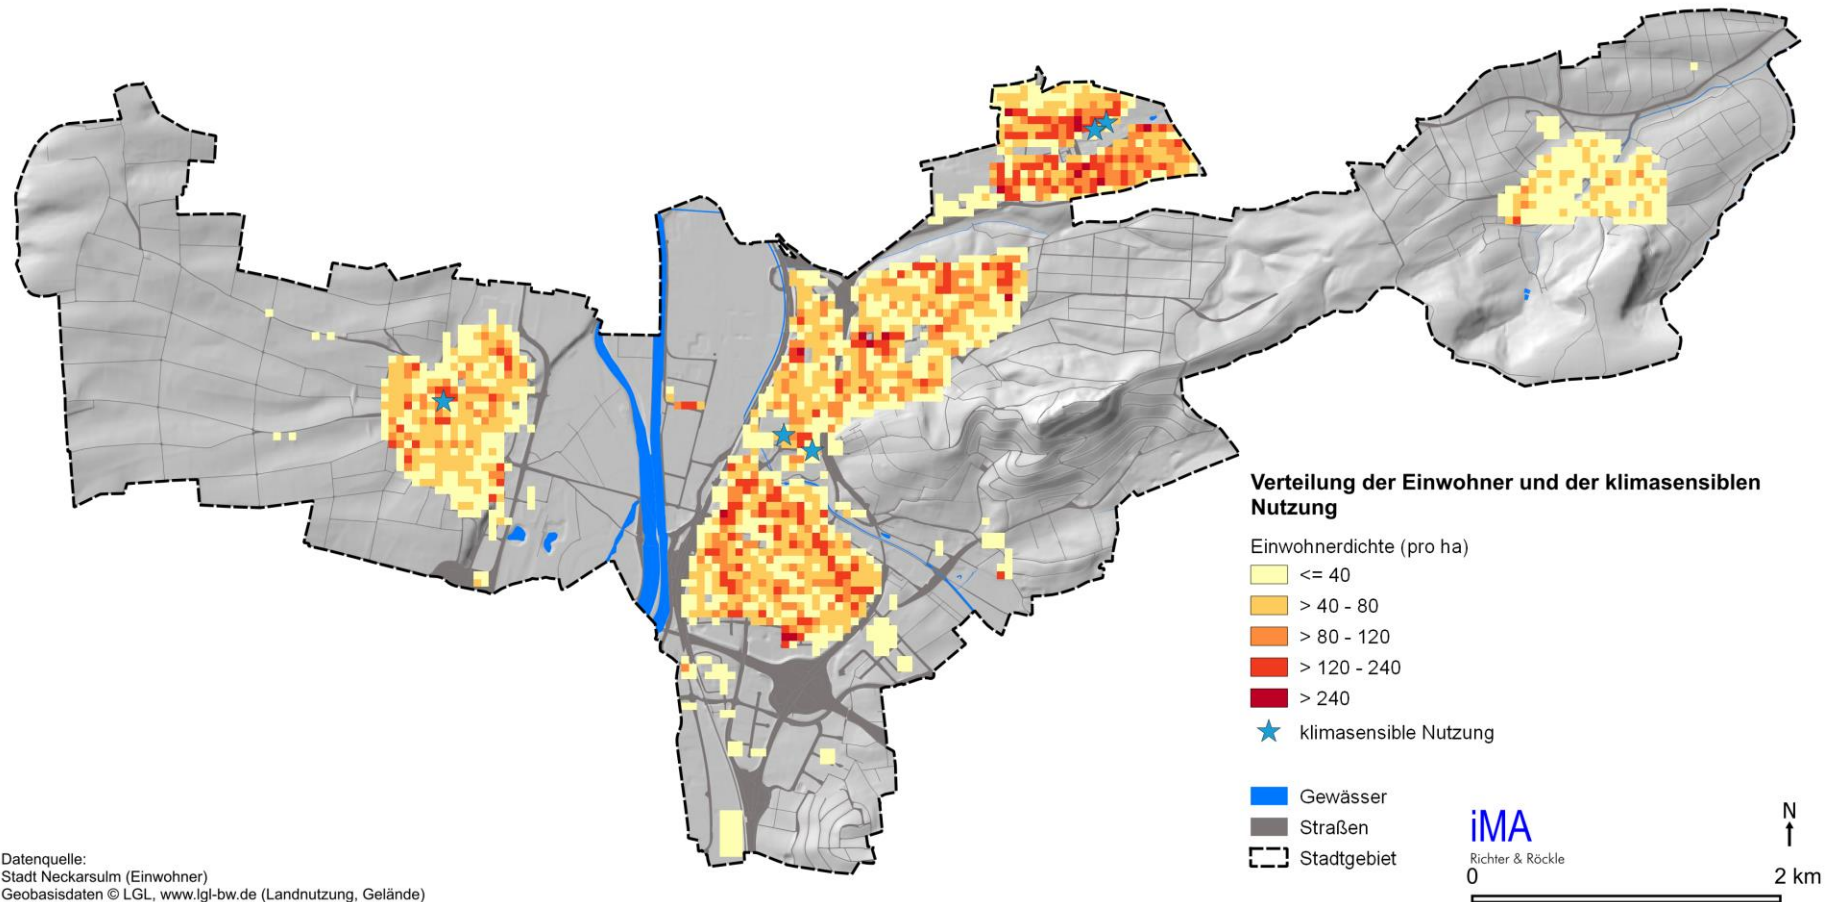 Verteilung der Einwohner und der klimasensiblen
Nutzung
Einwohnerdichte (pro ha)
<= 40
> 40 - 80
> 80 - 120
> 120 - 240
> 240
klimasensible Nutzung
Gewässer
Straßen
Stadtgebiet
iMA
Richter & Röckle
N
0 2 km
Datenquelle:
Stadt Neckarsulm (Einwohner)
Geobasisdaten © LGL, www.lgl-bw.de (Landnutzung, Gelände)